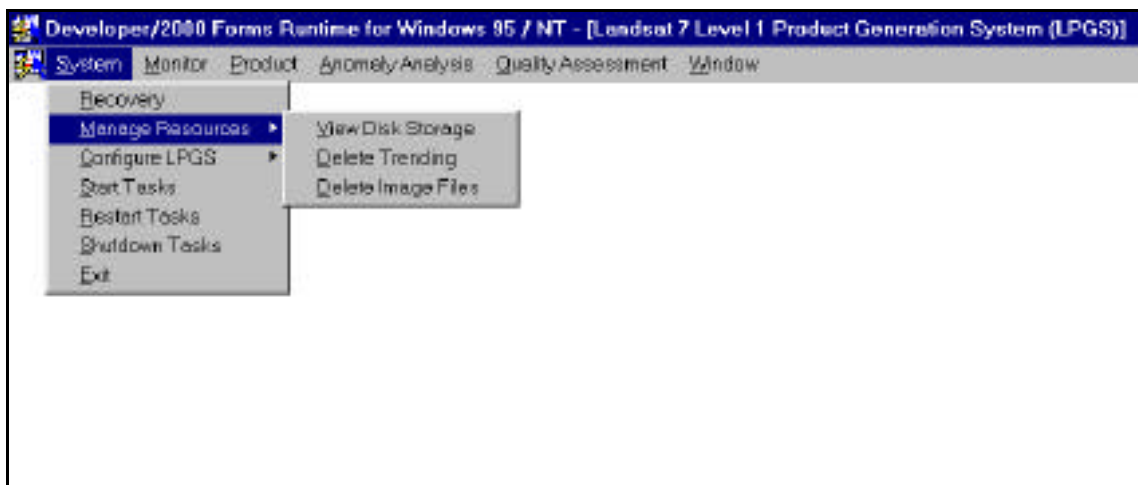 Developer/2000 Forms Runtime for Windows 95 / NT - [Landsat 7 Level 1 Product Generation System (LPGS)]
System Monitor Product Anomaly Analysis Quality Assessment Window
Recovery
Manage Resources
View Disk Storage
Configure LPGS
Delete Trending
Start Tasks
Delete Image Files
Restart Tasks
Shutdown Tasks
Exit